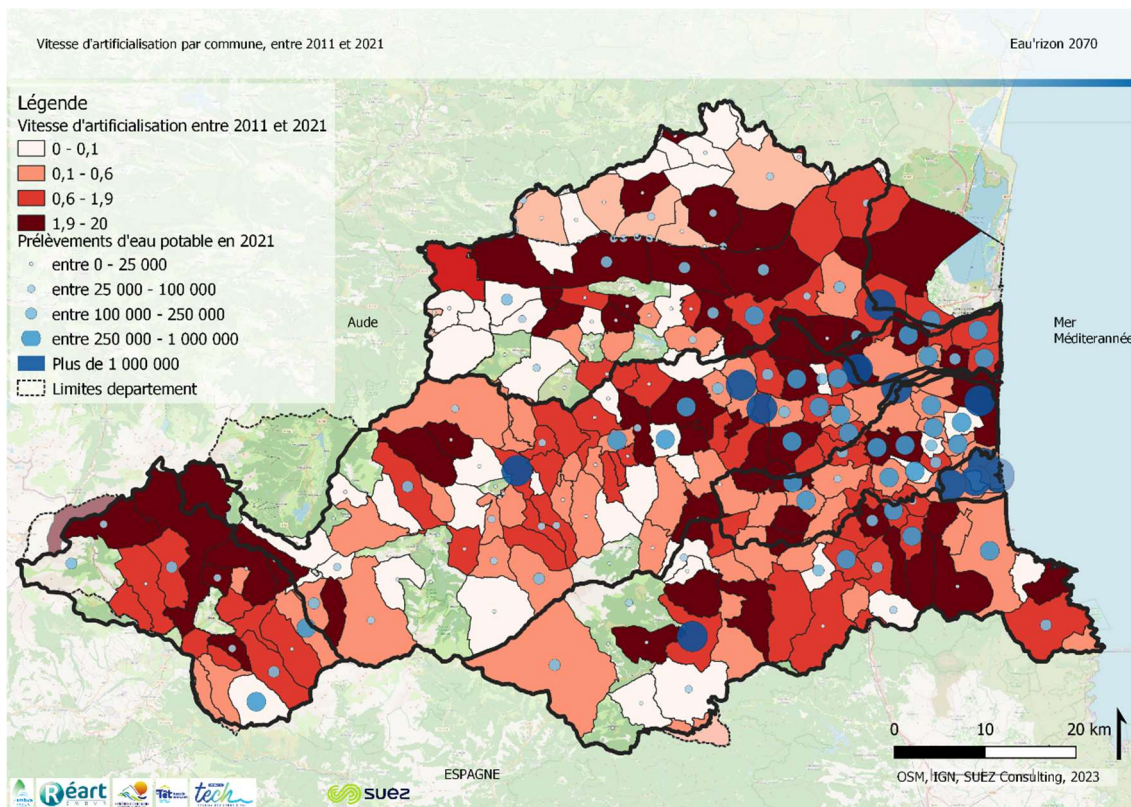 Vitesse d'artificialisation par commune, entre 2011 et 2021
Eau'rizon 2070
Légende
Vitesse d'artificialisation entre 2011 et 2021
0 - 0,1
0,1 - 0,6
0,6 - 1,9
1,9 - 20
Prélèvements d'eau potable en 2021
entre 0 - 25 000
entre 25 000 - 100 000
entre 100 000 - 250 000
entre 250 000 - 1 000 000
Plus de 1 000 000
Limites departement
Aude
Mer
Méditerannée
ESPAGNE
0 10 20 km
OSM, IGN, SUEZ Consulting, 2023
Réart
Têt
tech
suez